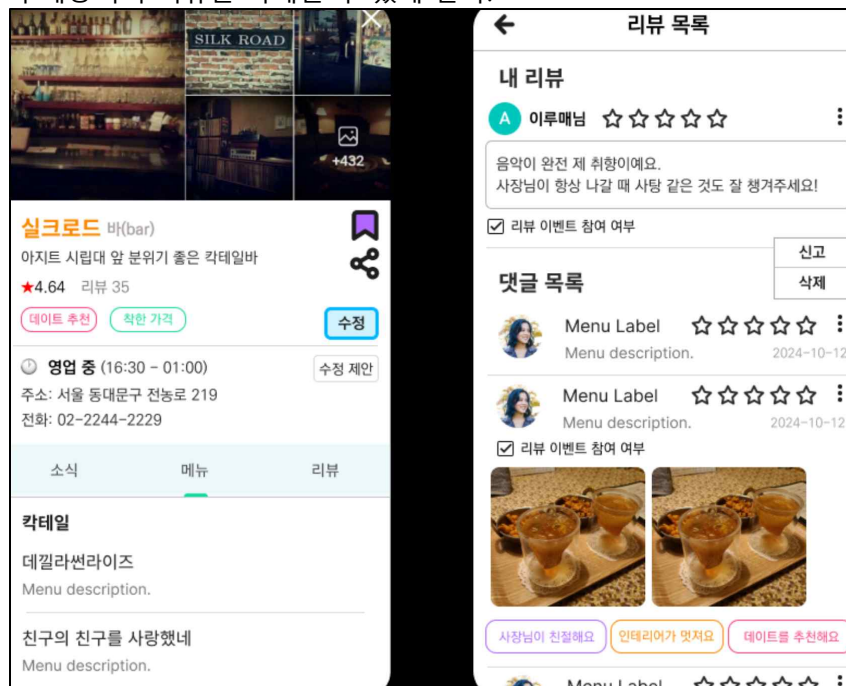 SILK ROAD
+432
실크로드 바(bar)
아지트 시립대 앞 분위기 좋은 칵테일바
★4.64 리뷰 35
데이트 추천 착한 가격 수정
영업 중 (16:30 – 01:00) 수정 제안
주소: 서울 동대문구 전농로 219
전화: 02-2244-2229
소식 메뉴 리뷰
칵테일
데낄라썬라이즈
Menu description.
친구의 친구를 사랑했네
Menu description.
리뷰 목록
내 리뷰
A 이루매님
음악이 완전 제 취향이예요.
사장님이 항상 나갈 때 사탕 같은 것도 잘 챙겨주세요!
리뷰 이벤트 참여 여부
신고
댓글 목록 삭제
Menu Label
Menu description. 2024-10-12
Menu Label
Menu description. 2024-10-12
리뷰 이벤트 참여 여부
사장님이 친절해요 인테리어가 멋져요 데이트를 추천해요
Menu Label